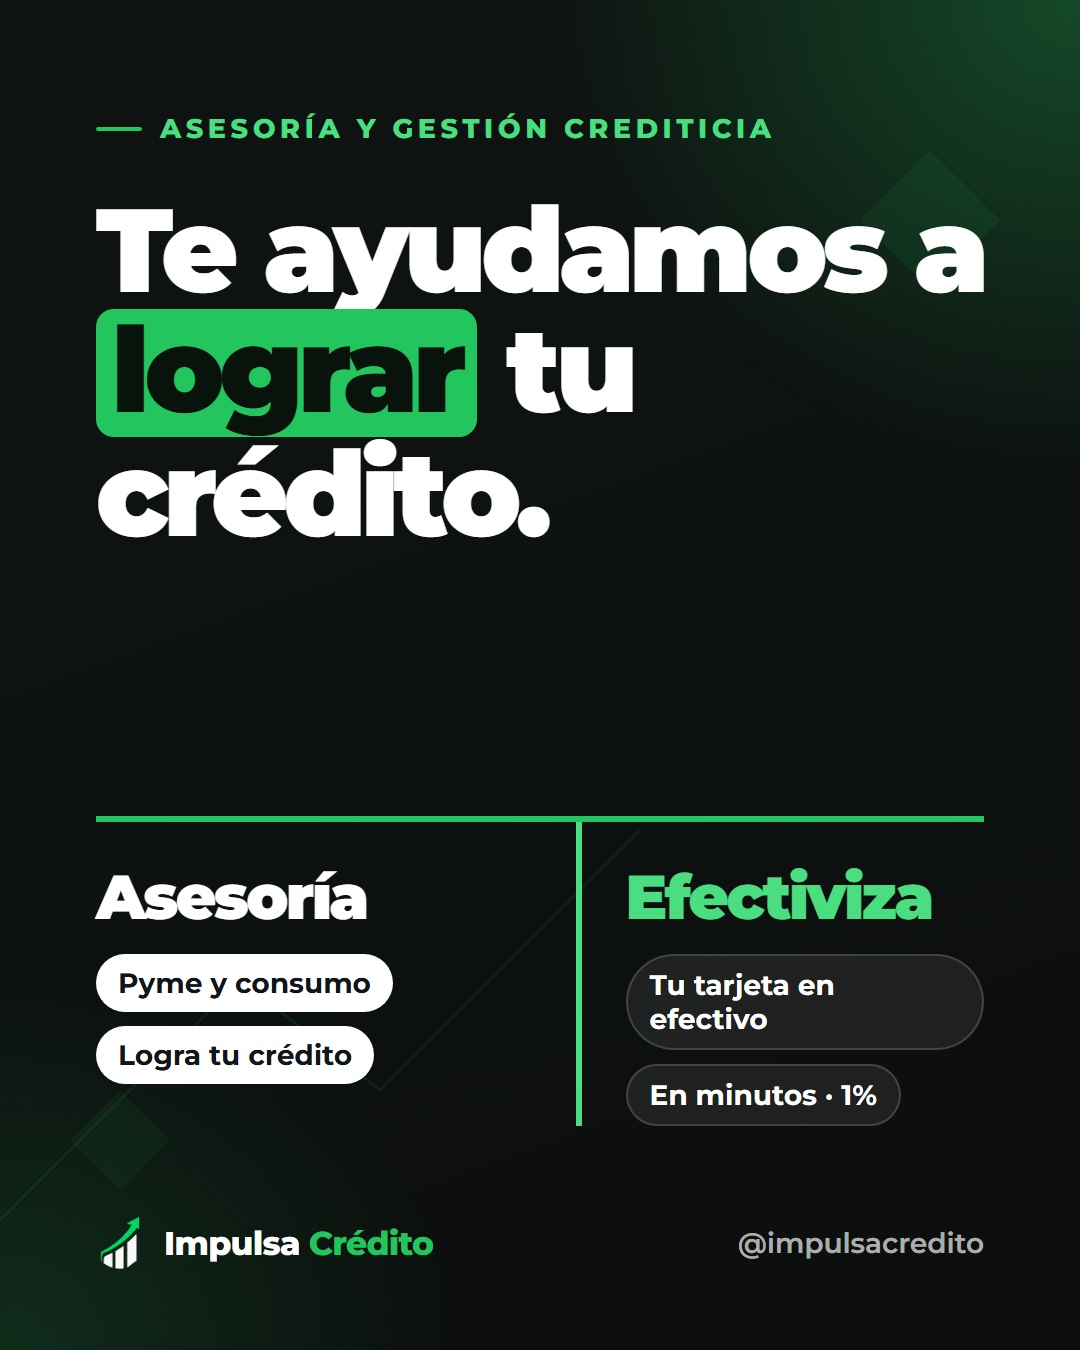 ASESORÍA Y GESTIÓN CREDITICIA
Te ayudamos a
lograr tu
crédito.
Asesoría
Pyme y consumo
Logra tu crédito
Efectiviza
Tu tarjeta en
efectivo
En minutos · 1%
Impulsa Crédito
@impulsacredito